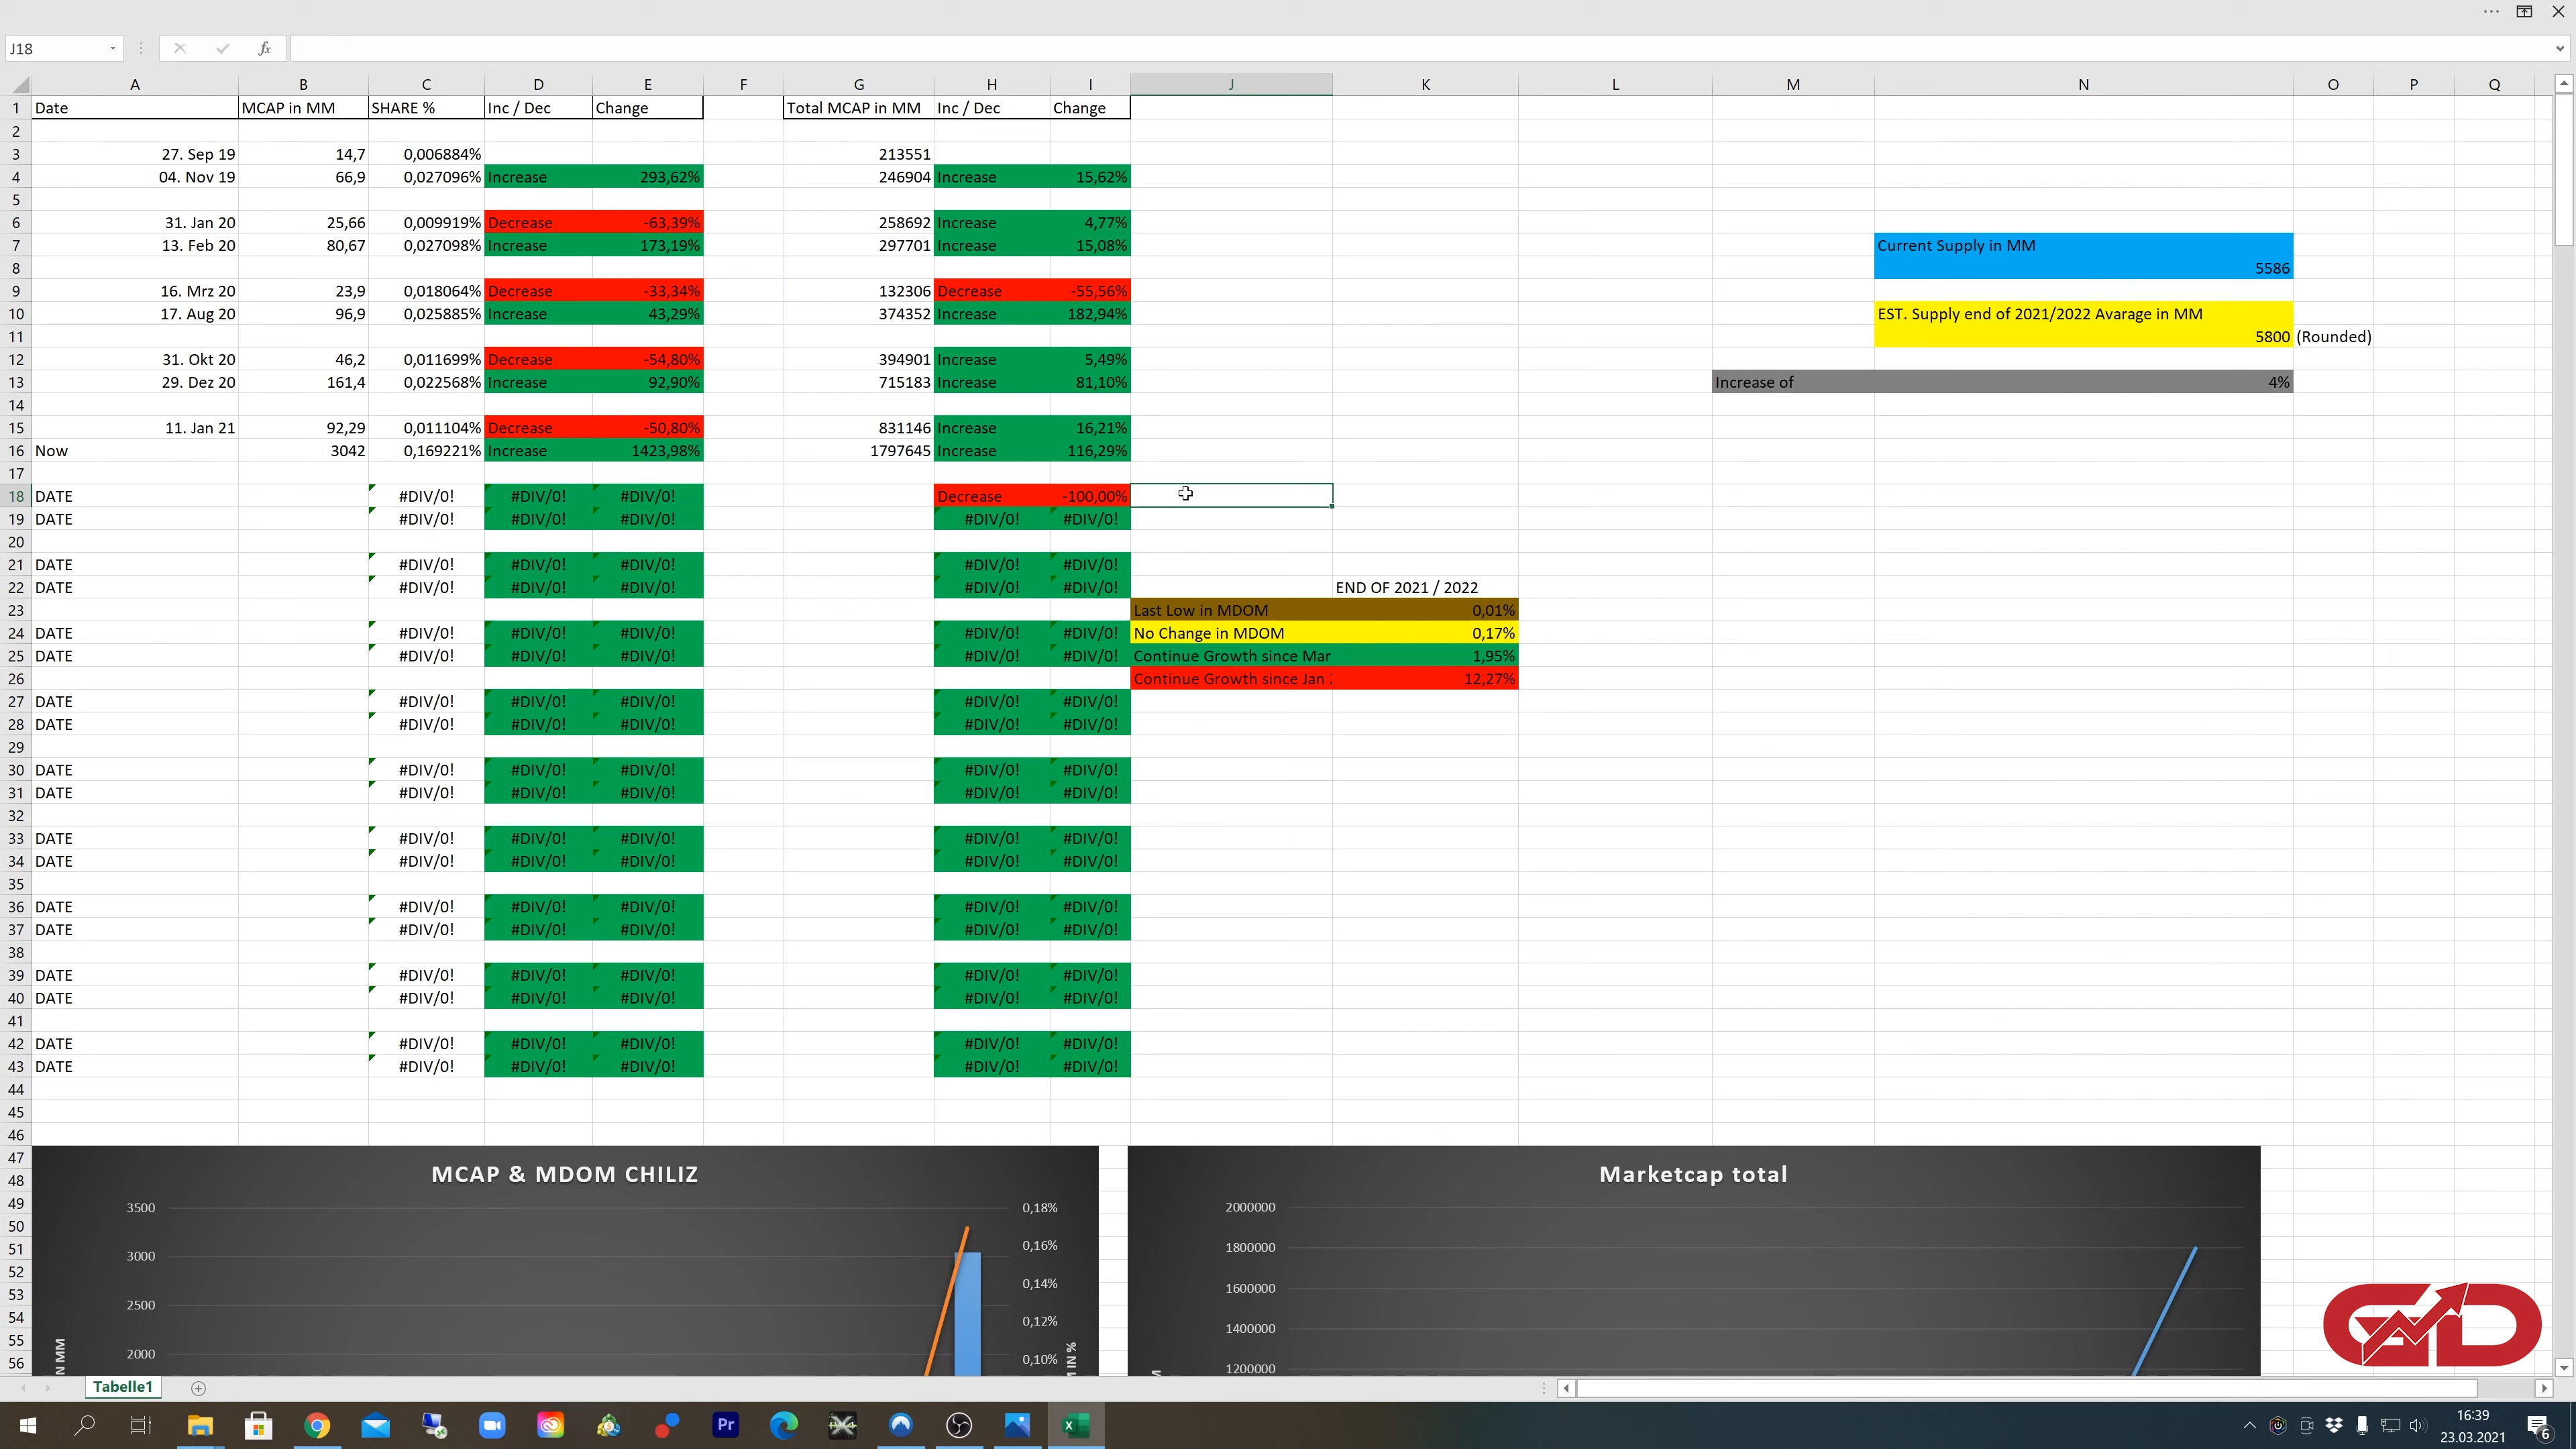 J18
fx
A B C D E F G H I J K L M N O P Q
1 Date MCAP in MM SHARE % Inc / Dec Change Total MCAP in MM Inc / Dec Change
2
3 27. Sep 19 14,7 0,006884% 213551
4 04. Nov 19 66,9 0,027096% Increase 293,62% 246904 Increase 15,62%
5
6 31. Jan 20 25,66 0,009919% Decrease -63,39% 258692 Increase 4,77%
7 13. Feb 20 80,67 0,027098% Increase 173,19% 297701 Increase 15,08% Current Supply in MM
8 5586
9 16. Mrz 20 23,9 0,018064% Decrease -33,34% 132306 Decrease -55,56%
10 17. Aug 20 96,9 0,025885% Increase 43,29% 374352 Increase 182,94% EST. Supply end of 2021/2022 Avarage in MM
11 5800 (Rounded)
12 31. Okt 20 46,2 0,011699% Decrease -54,80% 394901 Increase 5,49%
13 29. Dez 20 161,4 0,022568% Increase 92,90% 715183 Increase 81,10% Increase of 4%
14
15 11. Jan 21 92,29 0,011104% Decrease -50,80% 831146 Increase 16,21%
16 Now 3042 0,169221% Increase 1423,98% 1797645 Increase 116,29%
17
18 DATE #DIV/0! #DIV/0! #DIV/0! Decrease -100,00%
19 DATE #DIV/0! #DIV/0! #DIV/0! #DIV/0! #DIV/0!
20
21 DATE #DIV/0! #DIV/0! #DIV/0! #DIV/0! #DIV/0!
22 DATE #DIV/0! #DIV/0! #DIV/0! #DIV/0! #DIV/0! END OF 2021 / 2022
23 Last Low in MDOM 0,01%
24 DATE #DIV/0! #DIV/0! #DIV/0! #DIV/0! #DIV/0! No Change in MDOM 0,17%
25 DATE #DIV/0! #DIV/0! #DIV/0! #DIV/0! #DIV/0! Continue Growth since Mar 1,95%
26 Continue Growth since Jan 12,27%
27 DATE #DIV/0! #DIV/0! #DIV/0! #DIV/0! #DIV/0!
28 DATE #DIV/0! #DIV/0! #DIV/0! #DIV/0! #DIV/0!
29
30 DATE #DIV/0! #DIV/0! #DIV/0! #DIV/0! #DIV/0!
31 DATE #DIV/0! #DIV/0! #DIV/0! #DIV/0! #DIV/0!
32
33 DATE #DIV/0! #DIV/0! #DIV/0! #DIV/0! #DIV/0!
34 DATE #DIV/0! #DIV/0! #DIV/0! #DIV/0! #DIV/0!
35
36 DATE #DIV/0! #DIV/0! #DIV/0! #DIV/0! #DIV/0!
37 DATE #DIV/0! #DIV/0! #DIV/0! #DIV/0! #DIV/0!
38
39 DATE #DIV/0! #DIV/0! #DIV/0! #DIV/0! #DIV/0!
40 DATE #DIV/0! #DIV/0! #DIV/0! #DIV/0! #DIV/0!
41
42 DATE #DIV/0! #DIV/0! #DIV/0! #DIV/0! #DIV/0!
43 DATE #DIV/0! #DIV/0! #DIV/0! #DIV/0! #DIV/0!
44
45
46
47
48 MCAP & MDOM CHILIZ Marketcap total
49
50 3500 0,18% 2000000
51 3000 0,16% 1800000
52
53 0,14% 1600000
54 2500 0,12% 1400000
55
56 IN MM 2000 0,10% IN % 1200000
GD
Tabelle1
Pr
X
16:39
23.03.2021
6